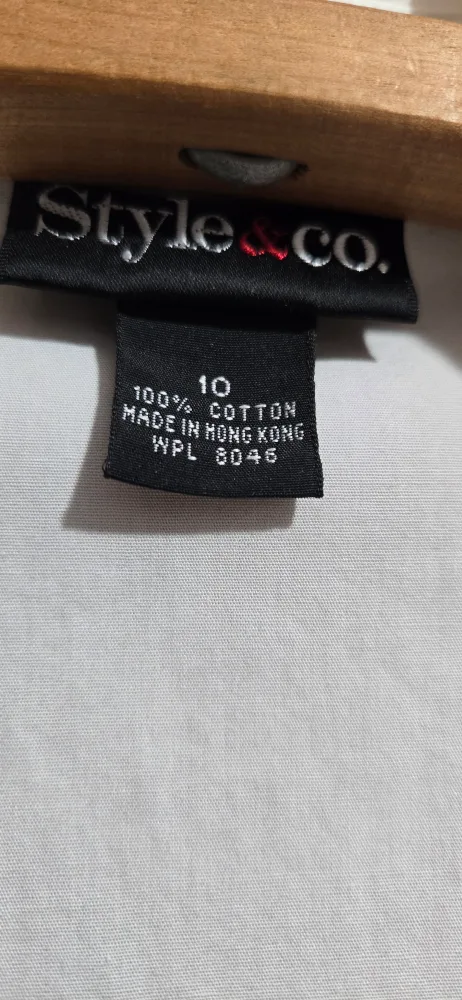 Style&co.
10
100% COTTON
MADE IN HONG KONG
WPL 8046